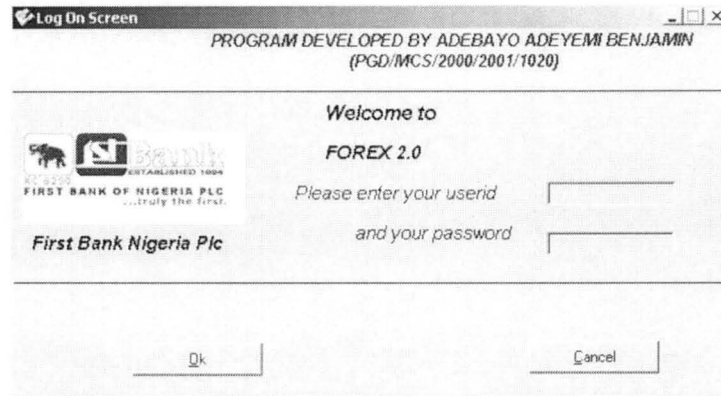 Log On Screen
PROGRAM DEVELOPED BY ADEBAYO ADEYEMI BENJAMIN
(PGD/MCS/2000/2001/1020)
Welcome to
FOREX 2.0
Please enter your userid
and your password
Bank
ESTABLISHED 1894
FIRST BANK OF NIGERIA PLC
...truly the first.
First Bank Nigeria Plc
Ok
Cancel